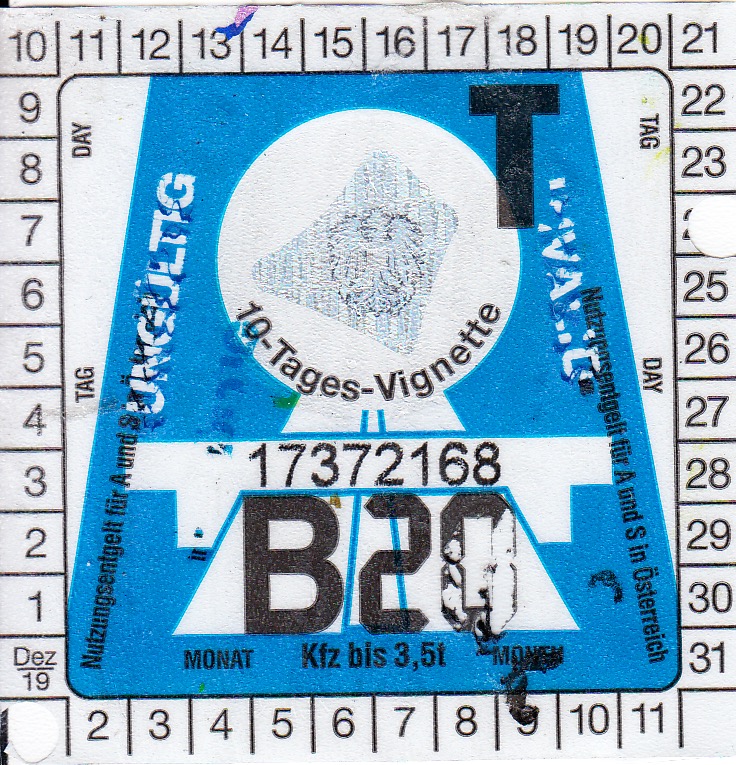 10 11 12 13 14 15 16 17 18 19 20 21
9 22
DAY TAG
T
8 23
UNGÜLTIG
7
6 25
10-Tages-Vignette
5 26
TAG DAY
4 27
17372168
3 28
B20
2 29
1 30
Nutzungsentgelt für A und S in Österreich
Dez
19
MONAT Kfz bis 3,5t
31
2 3 4 5 6 7 8 9 10 11